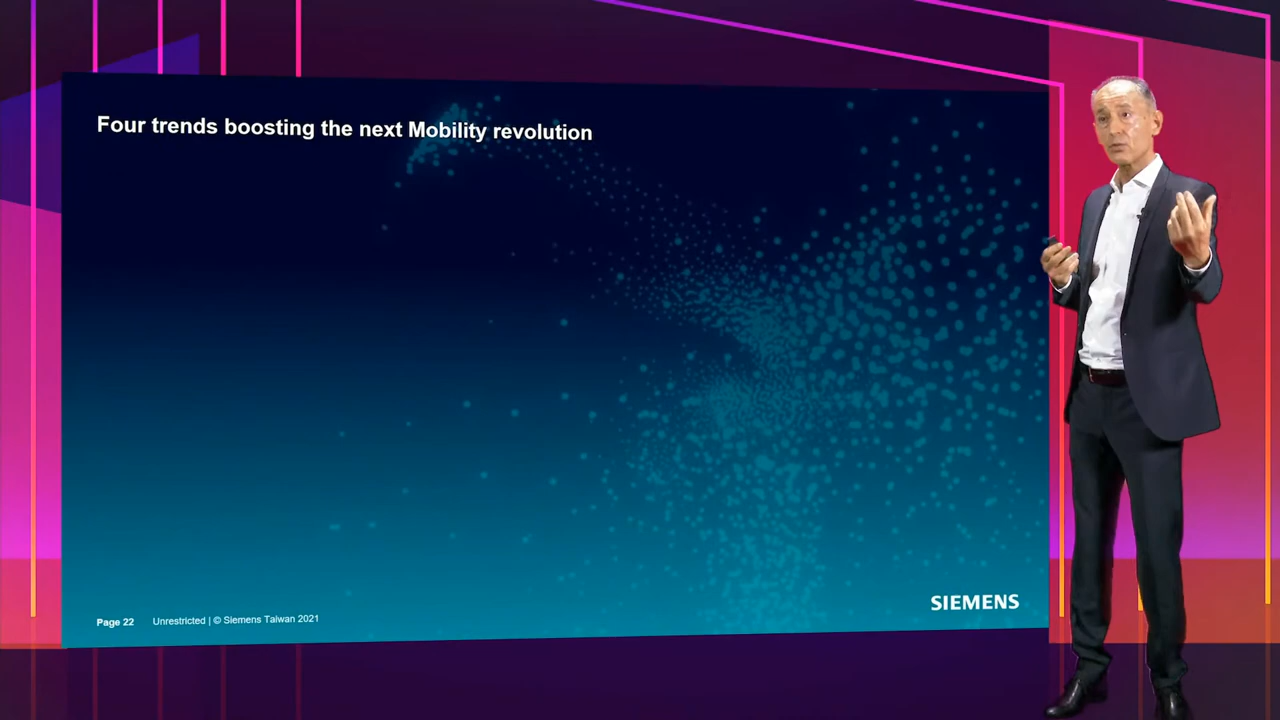 Four trends boosting the next Mobility revolution
SIEMENS
Page 22 Unrestricted | © Siemens Taiwan 2021